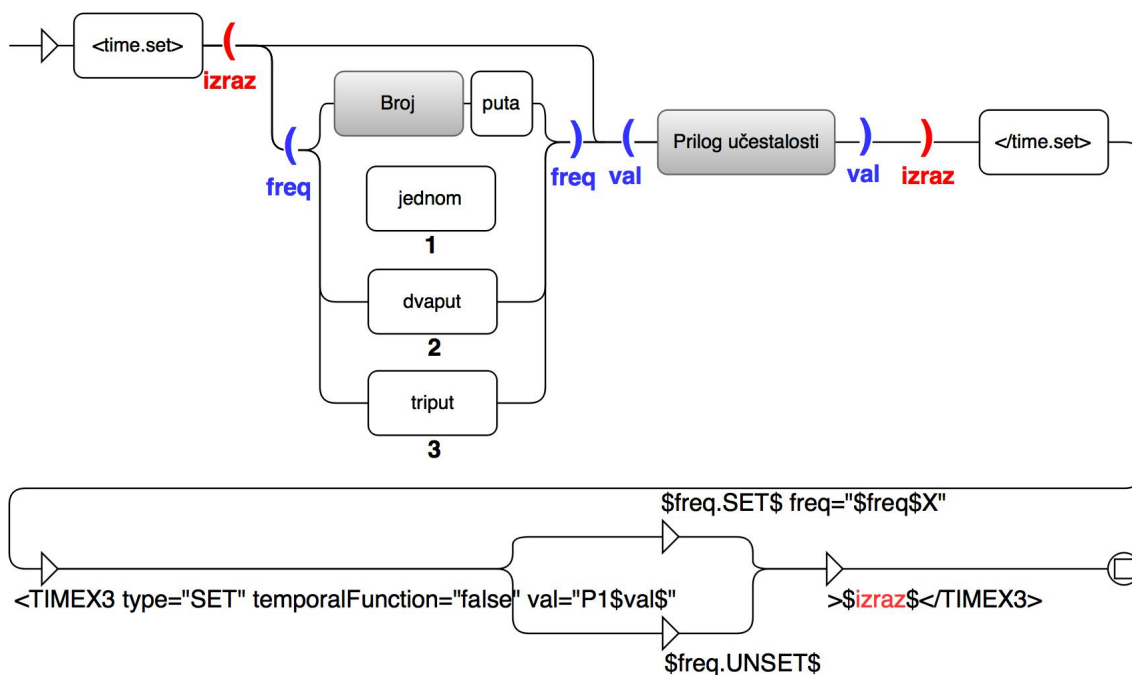 <time.set>
(
izraz
(
freq
Broj
puta
jednom
1
dvaput
2
triput
3
)
freq
(
val
Prilog učestalosti
)
val
)
izraz
</time.set>
<TIMEX3 type="SET" temporalFunction="false" val="P1$val$"
$freq.SET$ freq="$freq$X"
$freq.UNSET$
>$izraz$</TIMEX3>